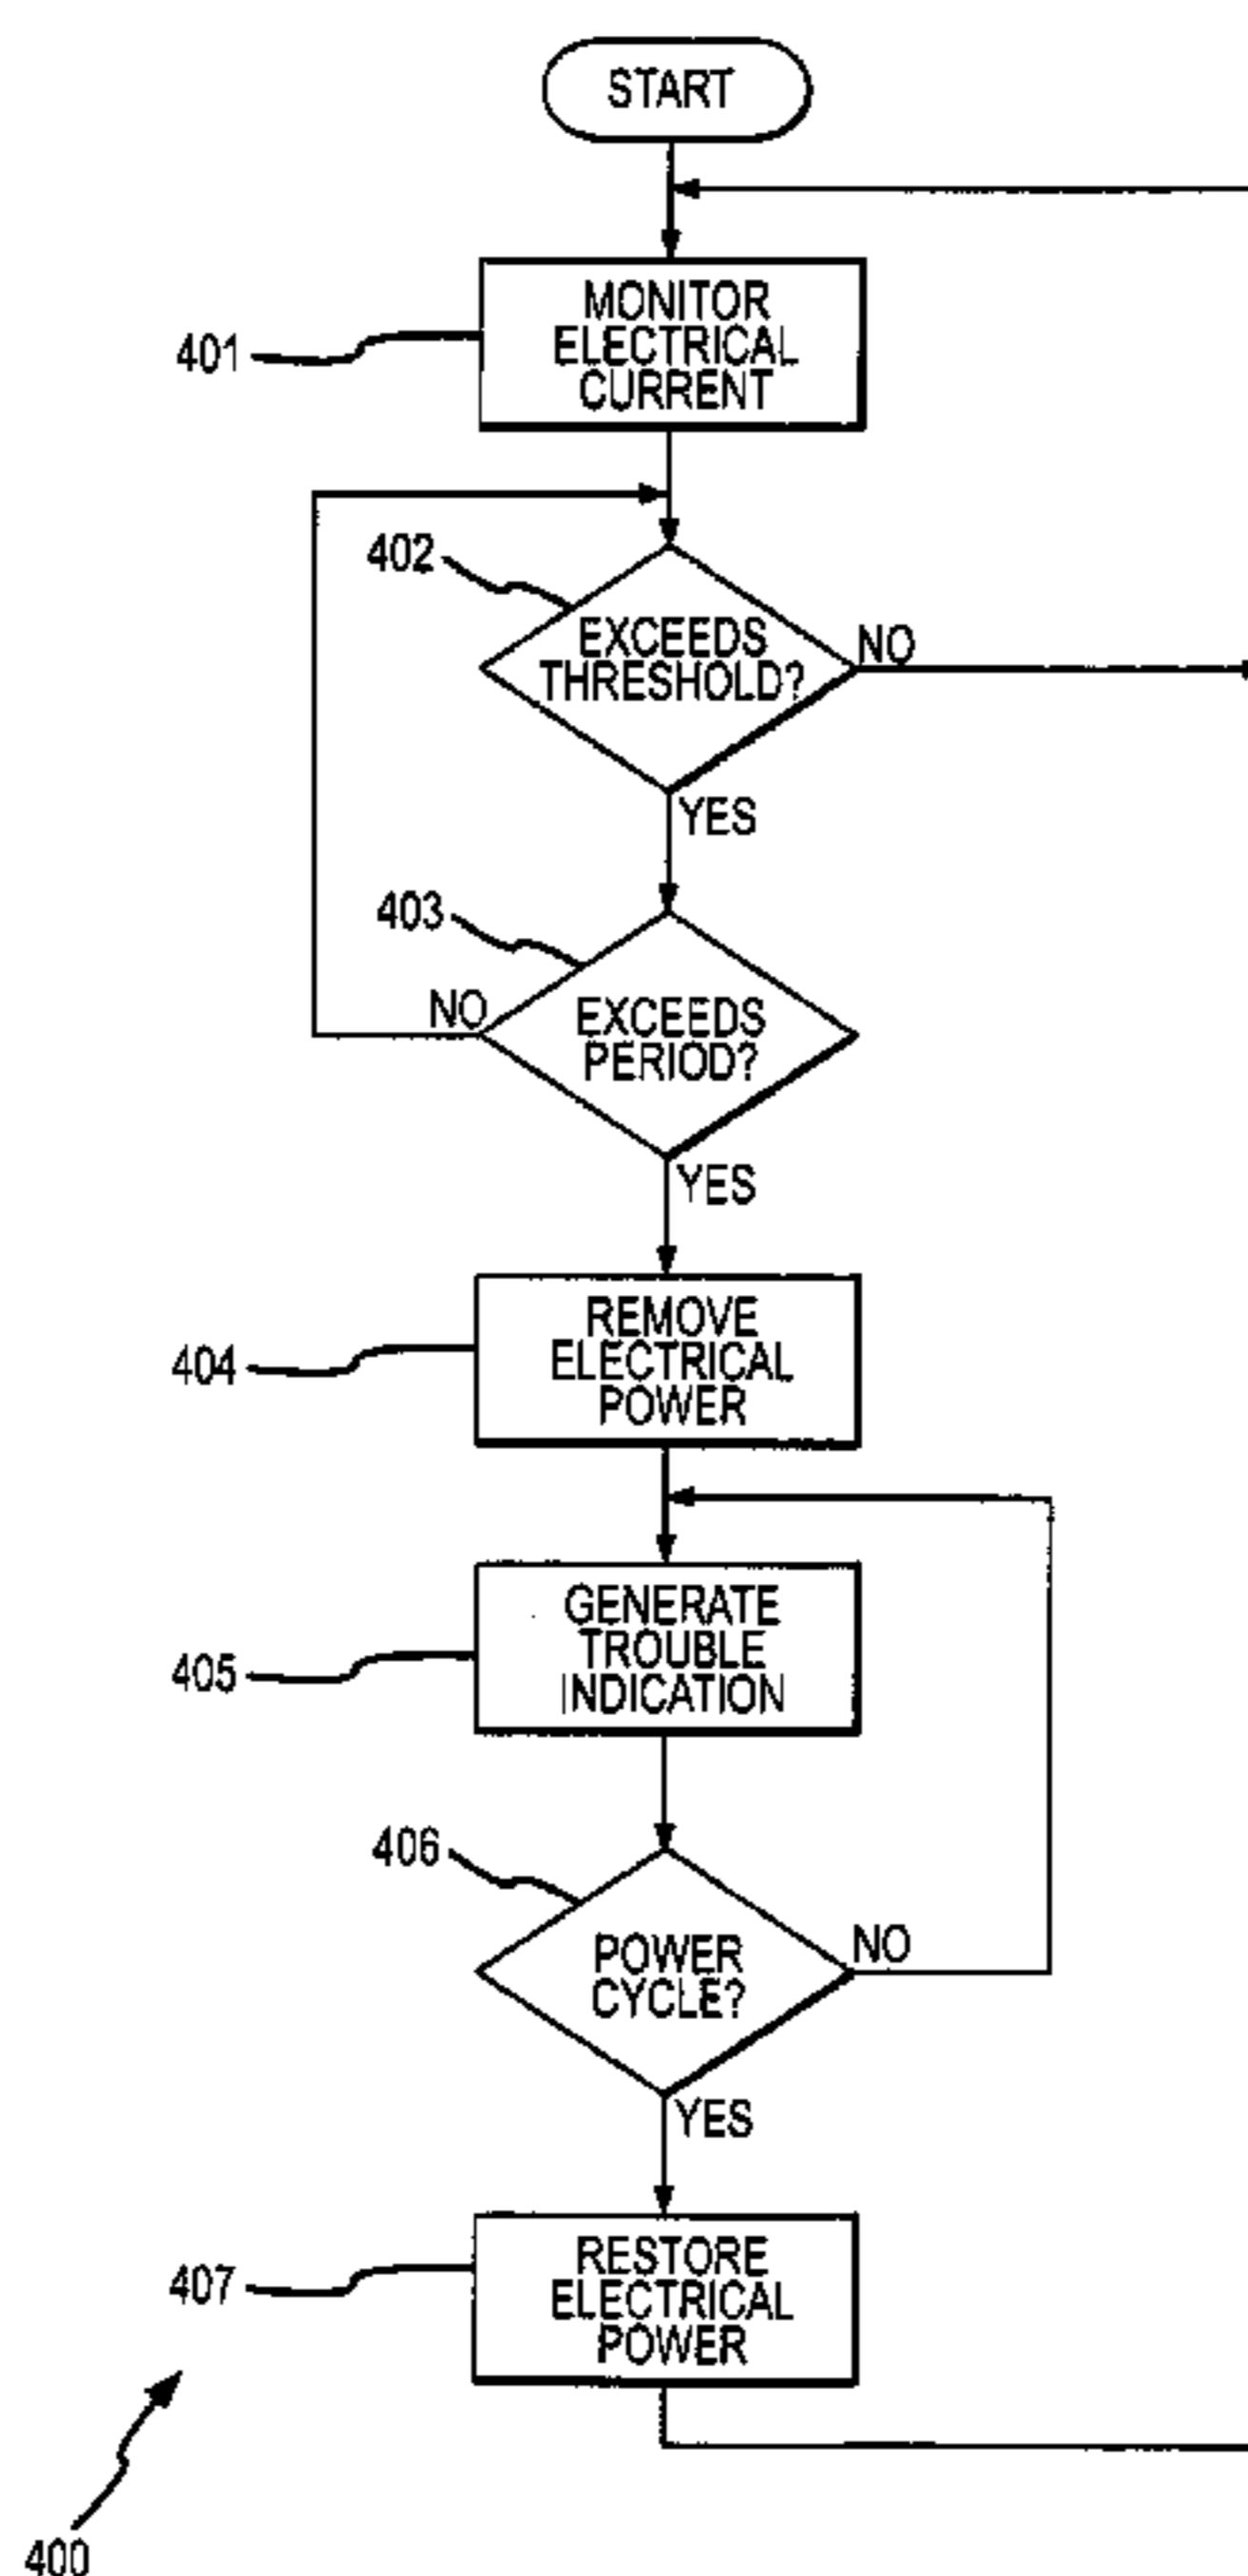 START
MONITOR
ELECTRICAL
CURRENT
401
402
EXCEEDS
THRESHOLD?
NO
YES
403
NO
EXCEEDS
PERIOD?
YES
REMOVE
ELECTRICAL
POWER
404
GENERATE
TROUBLE
INDICATION
405
406
POWER
CYCLE?
NO
YES
RESTORE
ELECTRICAL
POWER
407
400